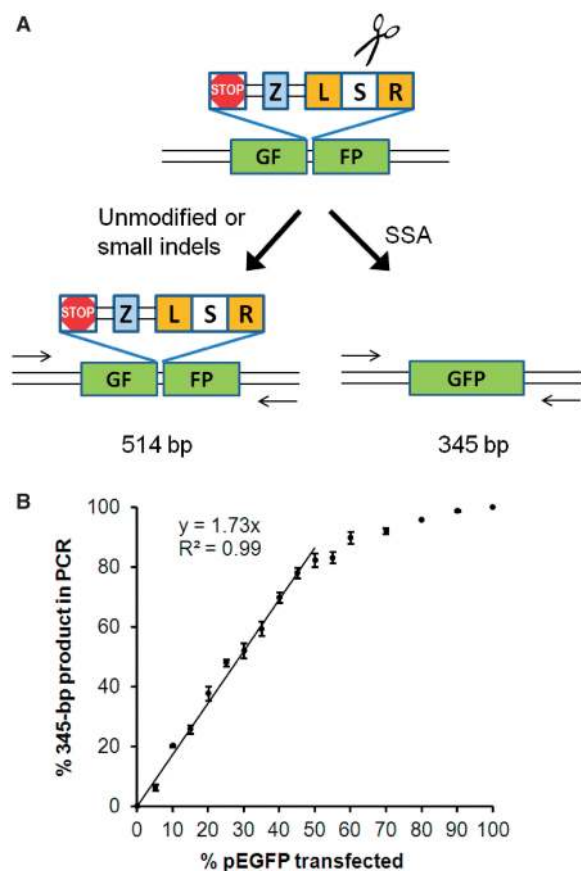 A
STOP Z L S R
GF FP
Unmodified or
small indels
SSA
STOP Z L S R
GF FP
GFP
514 bp
345 bp
B
y = 1.73x
R² = 0.99
% 345-bp product in PCR
100
80
60
40
20
0
0 10 20 30 40 50 60 70 80 90 100
% pEGFP transfected